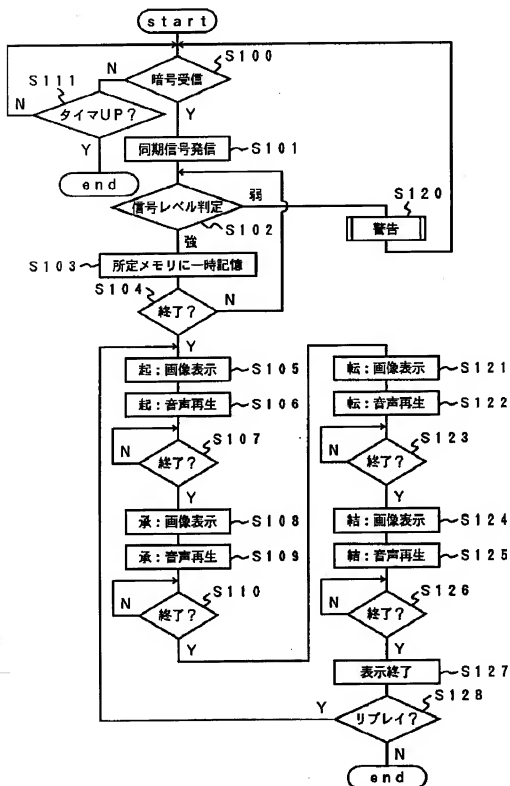 start
S100
N
暗号受信
S111
N
タイマUP?
Y
Y
同期信号発信
S101
end
弱
S120
信号レベル判定
警告
S102
強
S103
所定メモリに一時記憶
S104
終了?
N
Y
起:画像表示
S105
転:画像表示
S121
起:音声再生
S106
転:音声再生
S122
S107
S123
N
終了?
N
終了?
Y
Y
承:画像表示
S108
結:画像表示
S124
承:音声再生
S109
結:音声再生
S125
S110
S126
N
終了?
N
終了?
Y
Y
表示終了
S127
Y
S128
リプレイ?
N
end